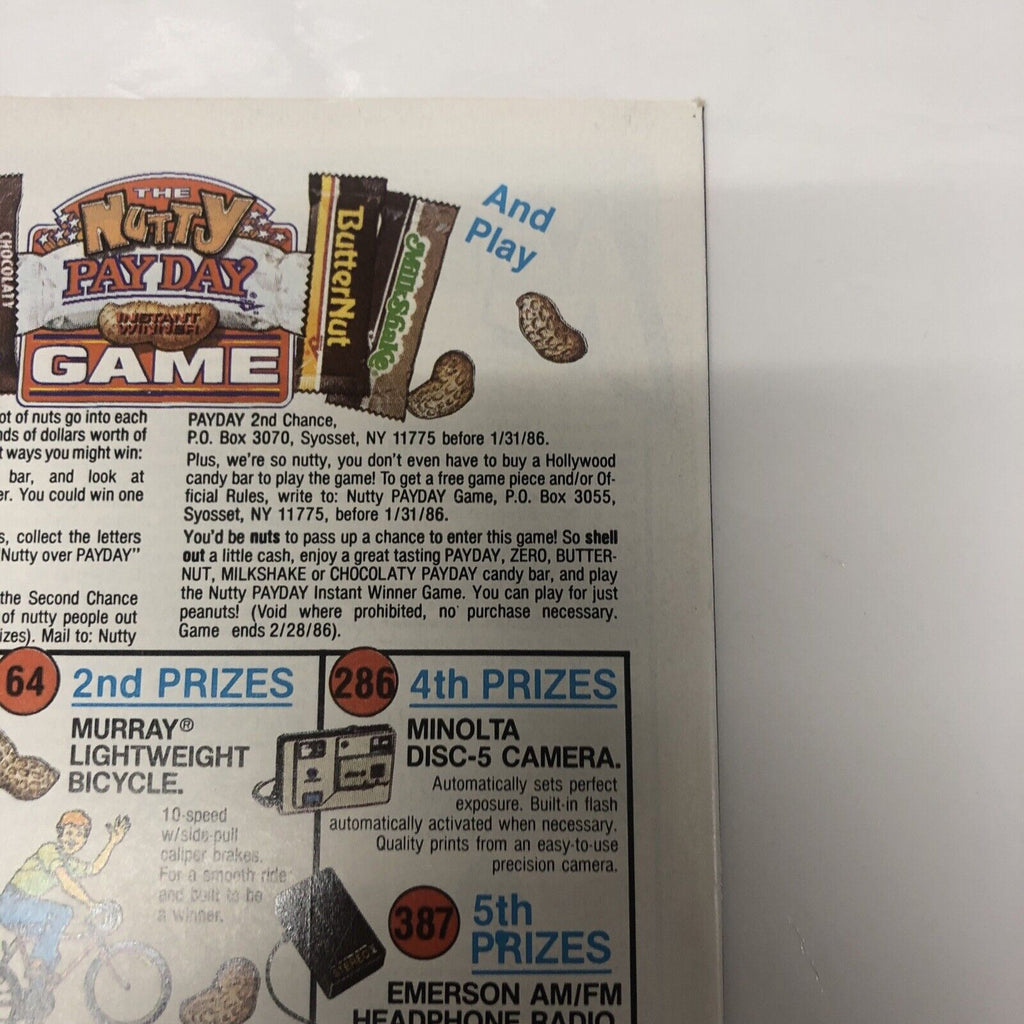 CHOCOLATY
THE
NUTTY
PAY DAY
INSTANT
WINNER
GAME
ButterNut
MilkShake
And
Play
ot of nuts go into each
nds of dollars worth of
t ways you might win:
bar, and look at
er. You could win one
s, collect the letters
"Nutty over PAYDAY"
the Second Chance
of nutty people out
izes). Mail to: Nutty
PAYDAY 2nd Chance,
P.O. Box 3070, Syosset, NY 11775 before 1/31/86.
Plus, we're so nutty, you don't even have to buy a Hollywood
candy bar to play the game! To get a free game piece and/or Of-
ficial Rules, write to: Nutty PAYDAY Game, P.O. Box 3055,
Syosset, NY 11775, before 1/31/86.
You'd be nuts to pass up a chance to enter this game! So shell
out a little cash, enjoy a great tasting PAYDAY, ZERO, BUTTER-
NUT, MILKSHAKE or CHOCOLATY PAYDAY candy bar, and play
the Nutty PAYDAY Instant Winner Game. You can play for just
peanuts! (Void where prohibited, no purchase necessary.
Game ends 2/28/86).
64 2nd PRIZES
MURRAY®
LIGHTWEIGHT
BICYCLE.
10-speed
w/side-pull
caliper brakes.
For a smooth ride
and built to be
a winner.
286 4th PRIZES
MINOLTA
DISC-5 CAMERA.
Automatically sets perfect
exposure. Built-in flash
automatically activated when necessary.
Quality prints from an easy-to-use
precision camera.
387 5th
PRIZES
STEREO
EMERSON AM/FM
HEADPHONE RADIO